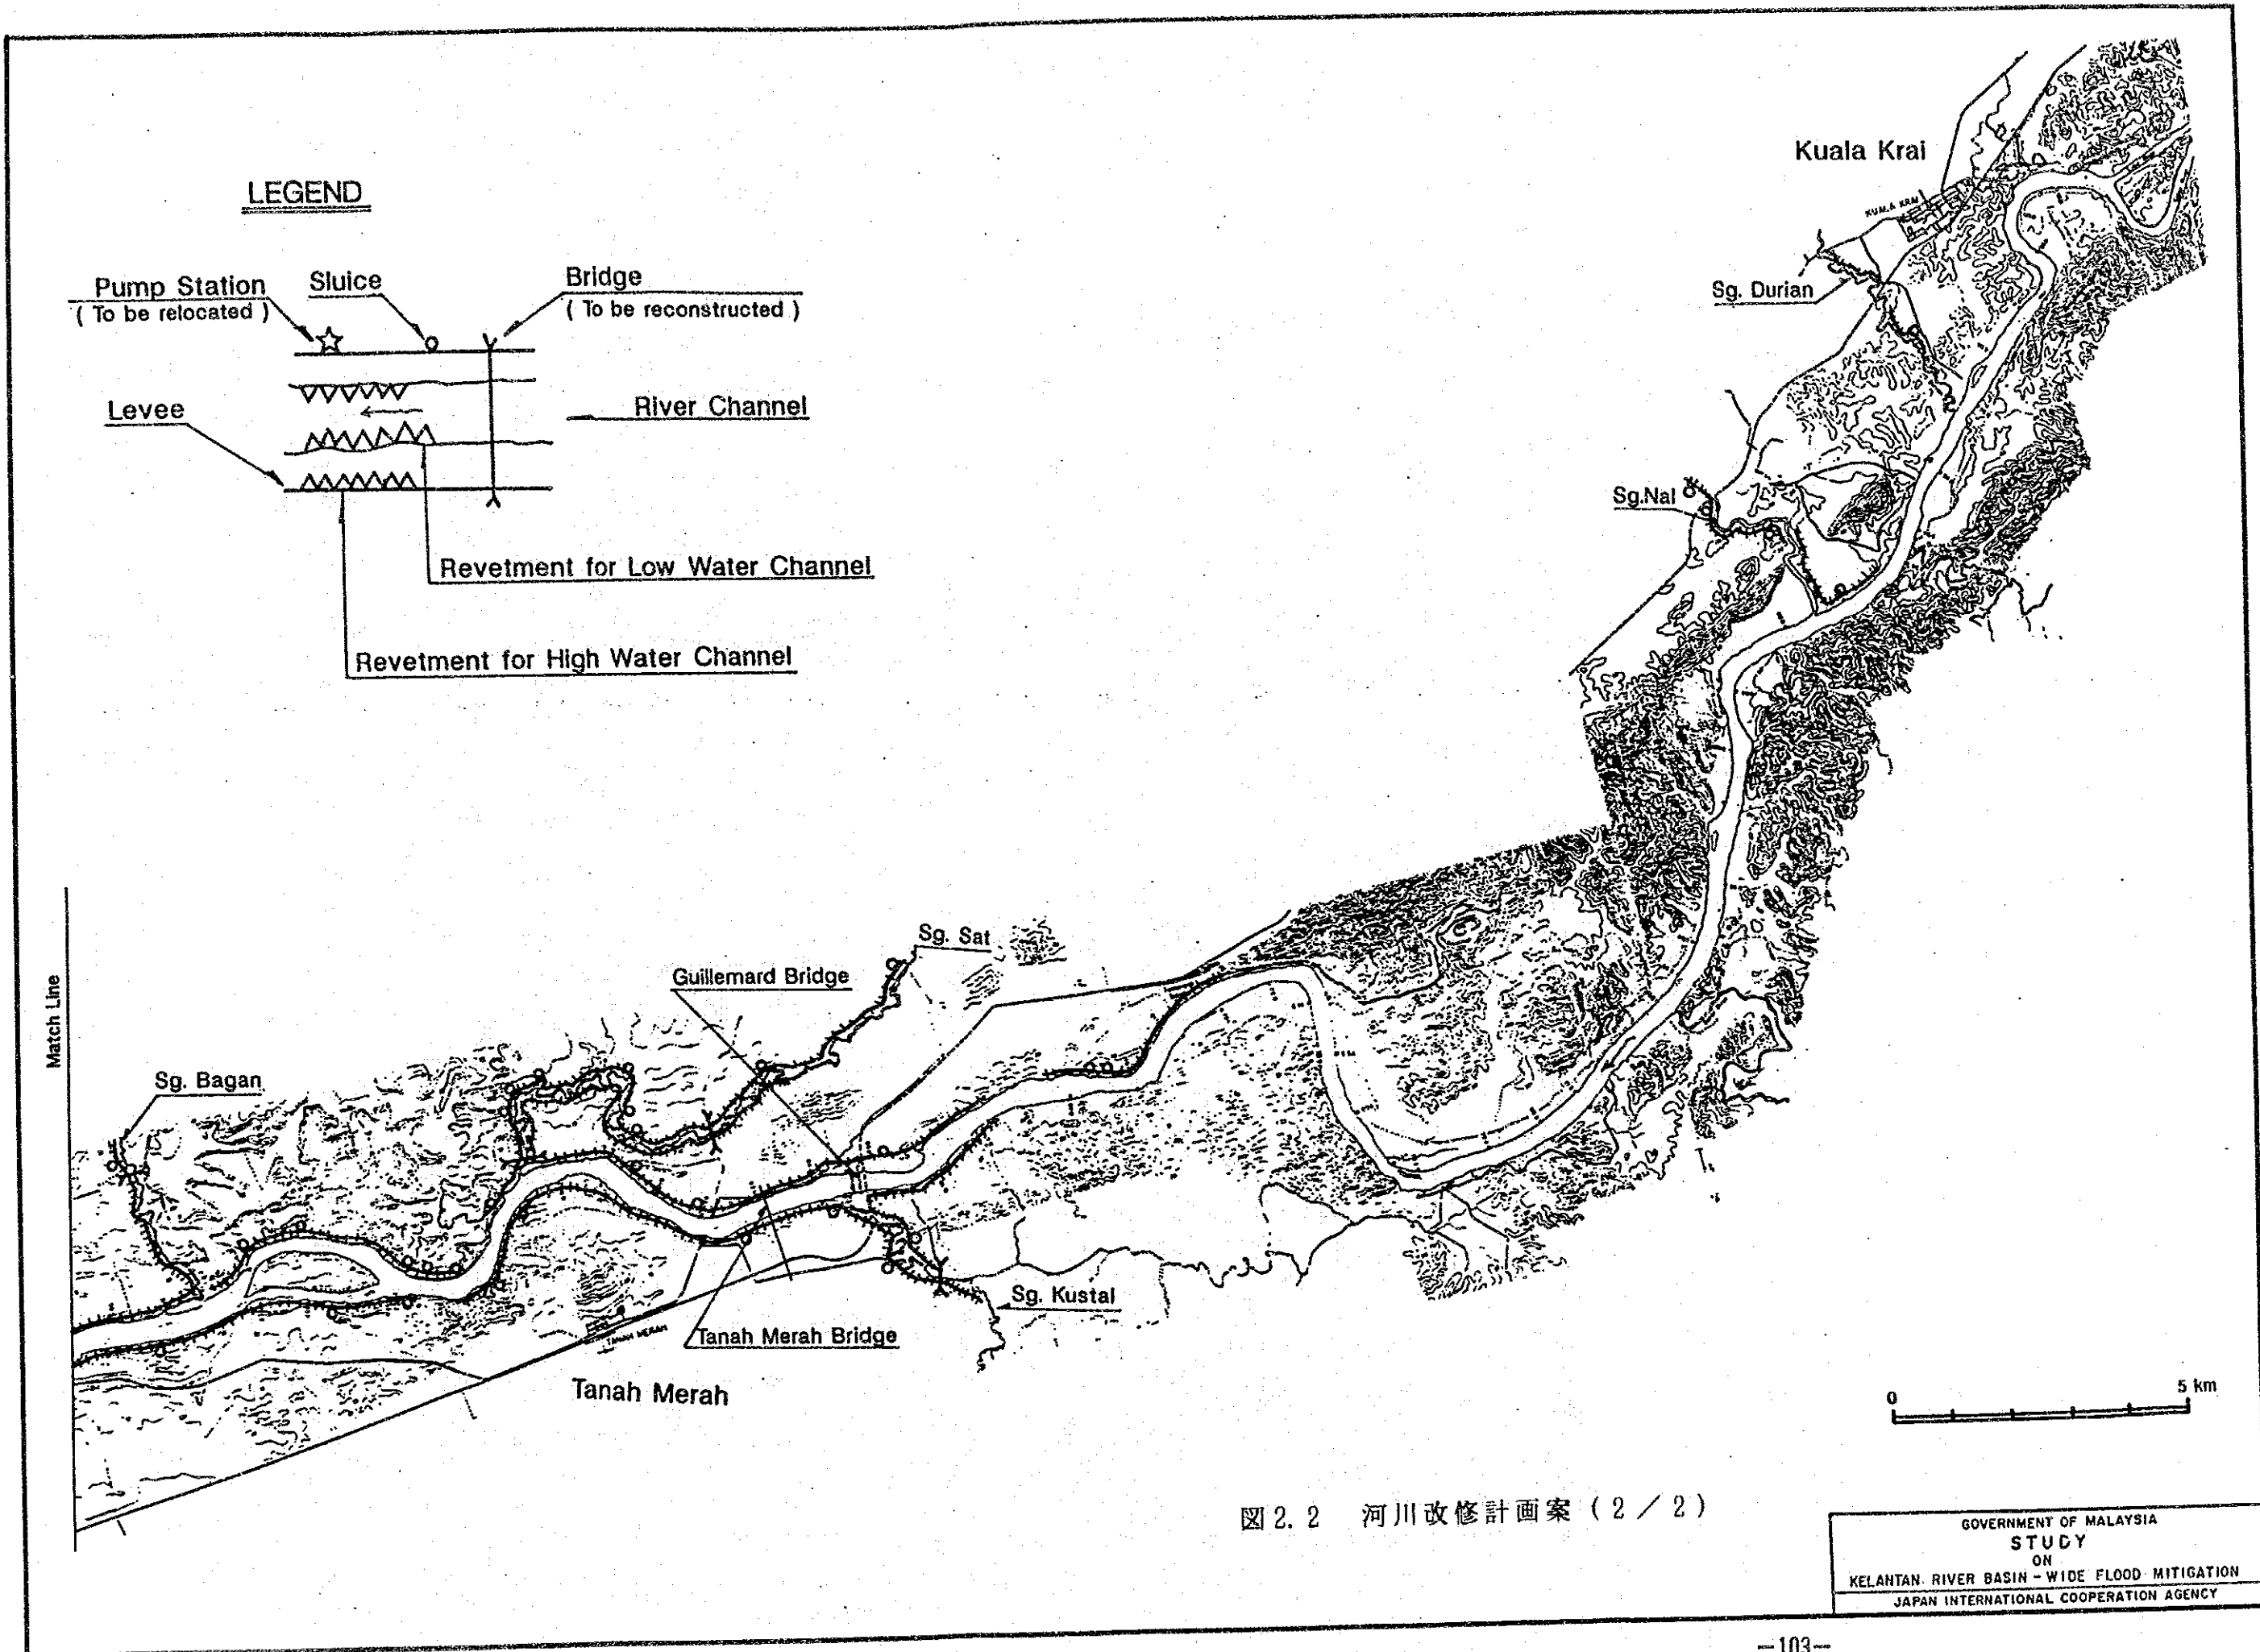 LEGEND
Pump Station
( To be relocated )
Sluice
Bridge
( To be reconstructed )
Levee
River Channel
Revetment for Low Water Channel
Revetment for High Water Channel
Kuala Krai
KUALA KRAI
Sg. Durian
Sg.Nal
Sg. Sat
Guillemard Bridge
Match Line
Sg. Bagan
Sg. Kustal
TANAH MERAH
Tanah Merah Bridge
Tanah Merah
0
5 km
図2.2 河川改修計画案(2/2)
GOVERNMENT OF MALAYSIA
STUDY
ON
KELANTAN RIVER BASIN - WIDE FLOOD MITIGATION
JAPAN INTERNATIONAL COOPERATION AGENCY
-103-